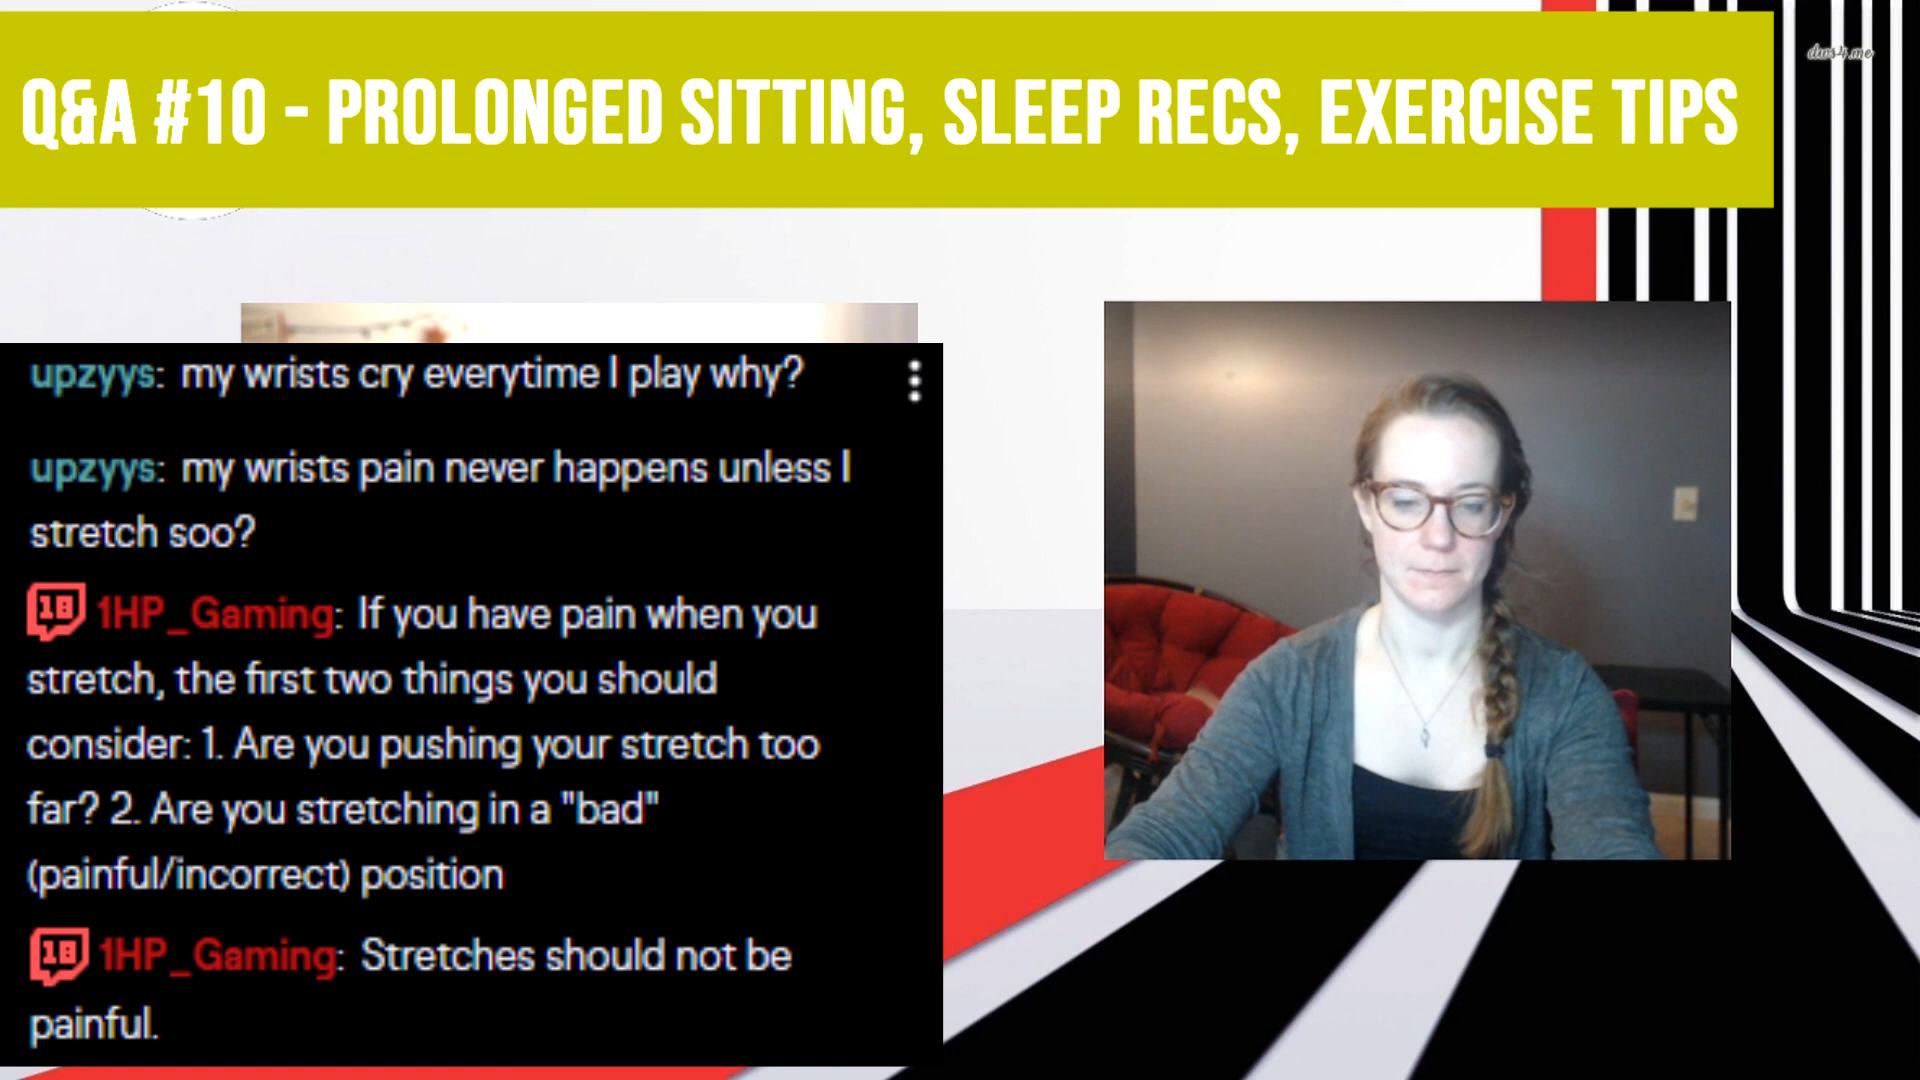 Q&A #10 - PROLONGED SITTING, SLEEP RECS, EXERCISE TIPS
upzyys: my wrists cry everytime I play why?
upzyys: my wrists pain never happens unless I
stretch soo?
18 1HP_Gaming: If you have pain when you
stretch, the first two things you should
consider: 1. Are you pushing your stretch too
far? 2. Are you stretching in a "bad"
(painful/incorrect) position
18 1HP_Gaming: Stretches should not be
painful.